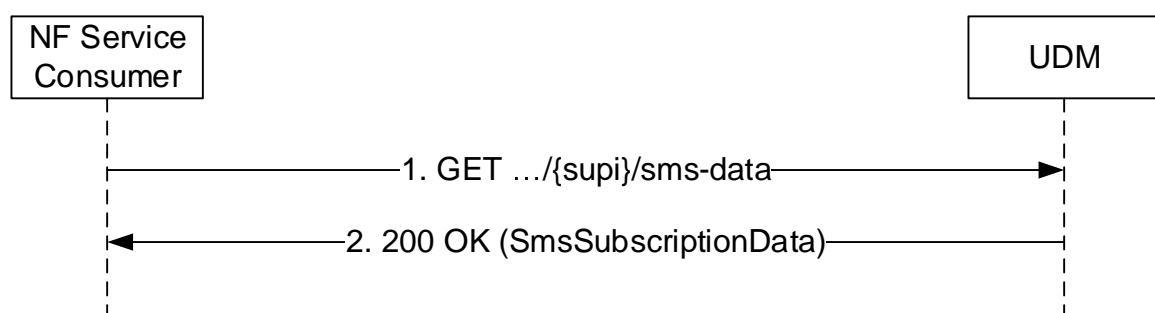 NF Service
Consumer
UDM
1. GET …/{supi}/sms-data
2. 200 OK (SmsSubscriptionData)